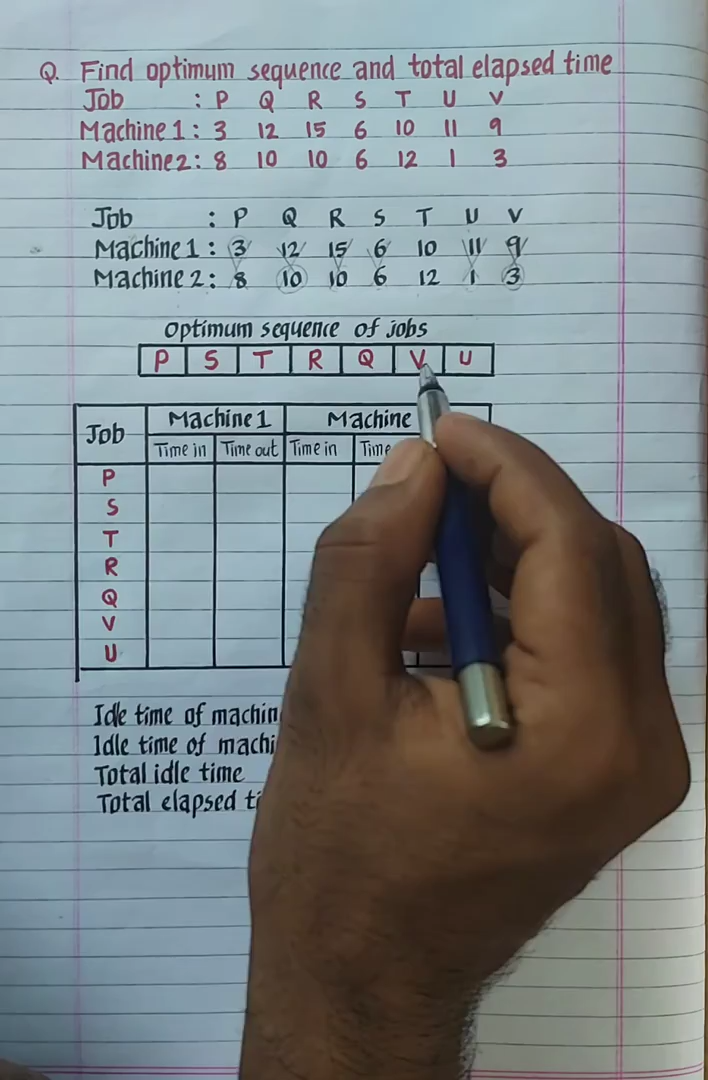 Q. Find optimum sequence and total elapsed time
Job : P Q R S T U V
Machine 1 : 3 12 15 6 10 11 9
Machine 2 : 8 10 10 6 12 1 3
Job : P Q R S T U V
Machine 1 : 3 12 15 6 10 11 9
Machine 2 : 8 10 10 6 12 1 3
Optimum sequence of jobs
P S T R Q V U
Job Machine 1 Machine
Time in Time out Time in Time
P
S
T
R
Q
V
U
Idle time of machin
Idle time of machi
Total idle time
Total elapsed ti